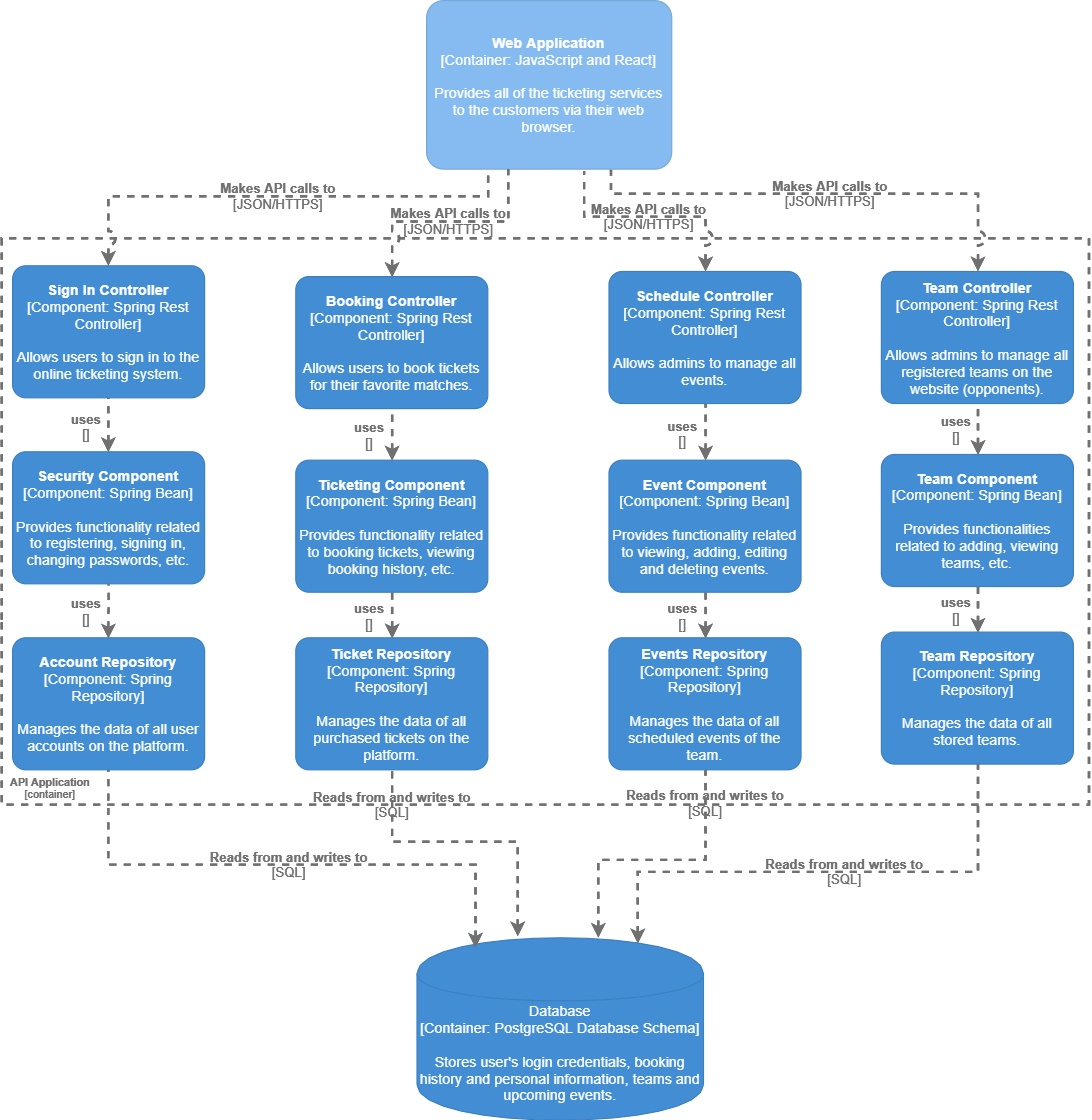 Web Application
[Container: JavaScript and React]
Provides all of the ticketing services
to the customers via their web
browser.
Makes API calls to
[JSON/HTTPS]
Makes API calls to
[JSON/HTTPS]
Makes API calls to
[JSON/HTTPS]
Makes API calls to
[JSON/HTTPS]
Sign In Controller
[Component: Spring Rest
Controller]
Allows users to sign in to the
online ticketing system.
Booking Controller
[Component: Spring Rest
Controller]
Allows users to book tickets
for their favorite matches.
Schedule Controller
[Component: Spring Rest
Controller]
Allows admins to manage all
events.
Team Controller
[Component: Spring Rest
Controller]
Allows admins to manage all
registered teams on the
website (opponents).
uses
[]
uses
[]
uses
[]
uses
[]
Security Component
[Component: Spring Bean]
Provides functionality related
to registering, signing in,
changing passwords, etc.
Ticketing Component
[Component: Spring Bean]
Provides functionality related
to booking tickets, viewing
booking history, etc.
Event Component
[Component: Spring Bean]
Provides functionality related
to viewing, adding, editing
and deleting events.
Team Component
[Component: Spring Bean]
Provides functionalities
related to adding, viewing
teams, etc.
uses
[]
uses
[]
uses
[]
uses
[]
Account Repository
[Component: Spring
Repository]
Manages the data of all user
accounts on the platform.
Ticket Repository
[Component: Spring
Repository]
Manages the data of all
purchased tickets on the
platform.
Events Repository
[Component: Spring
Repository]
Manages the data of all
scheduled events of the
team.
Team Repository
[Component: Spring
Repository]
Manages the data of all
stored teams.
API Application
[container]
Reads from and writes to
[SQL]
Reads from and writes to
[SQL]
Reads from and writes to
[SQL]
Reads from and writes to
[SQL]
Database
[Container: PostgreSQL Database Schema]
Stores user's login credentials, booking
history and personal information, teams and
upcoming events.